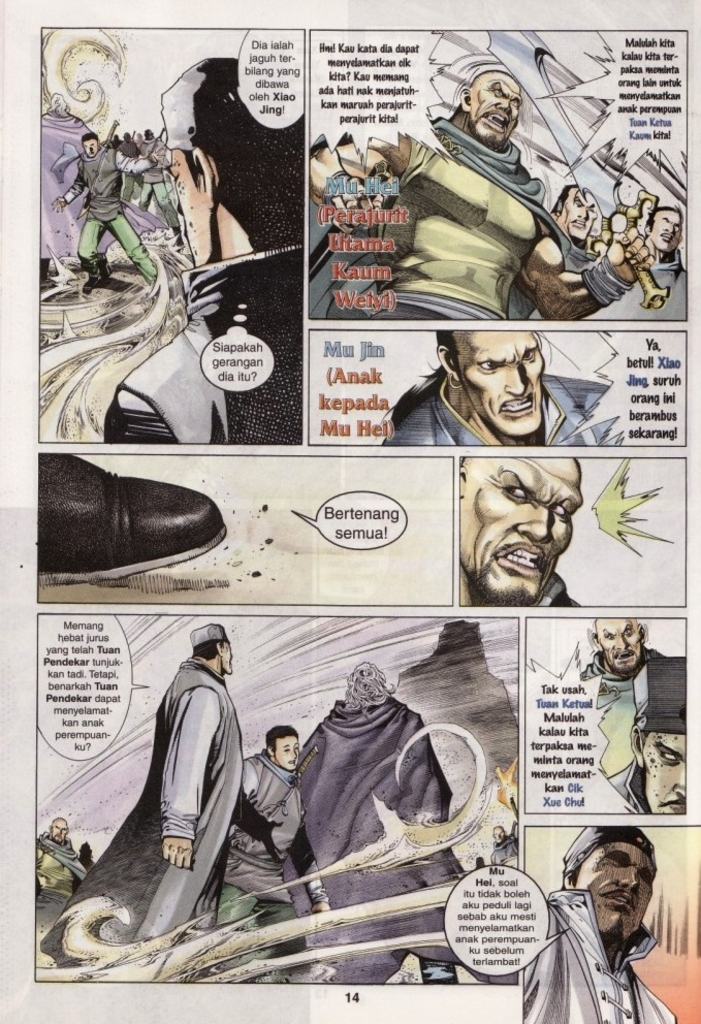 Dia ialah
jaguh ter-
bilang yang
dibawa
oleh Xiao
Jing!
Siapakah
gerangan
dia itu?
Hm! Kau kata dia dapat
menyelamatkan cik
kita? Kau memang
ada hati nak menjatuh-
kan maruah perajurit-
perajurit kita!
Malulah kita
kalau kita ter-
paksa meminta
orang lain untuk
menyelamatkan
anak perempuan
Tuan Ketua
Kaum kita!
Mu Hei
(Perajurit
Utama
Kaum
Weiyi)
Mu Jin
(Anak
kepada
Mu Hei)
Ya,
betul! Xiao
Jing, suruh
orang ini
berambus
sekarang!
Bertenang
semua!
Memang
hebat jurus
yang telah Tuan
Pendekar tunjuk-
kan tadi. Tetapi,
benarkah Tuan
Pendekar dapat
menyelamat-
kan anak
perempuan-
ku?
Tak usah,
Tuan Ketua!
Malulah
kalau kita
terpaksa me-
minta orang
menyelamat-
kan Cik
Xue Chu!
Mu
Hei, soal
itu tidak boleh
aku peduli lagi
sebab aku mesti
menyelamatkan
anak perempuan-
ku sebelum
terlambat!
14